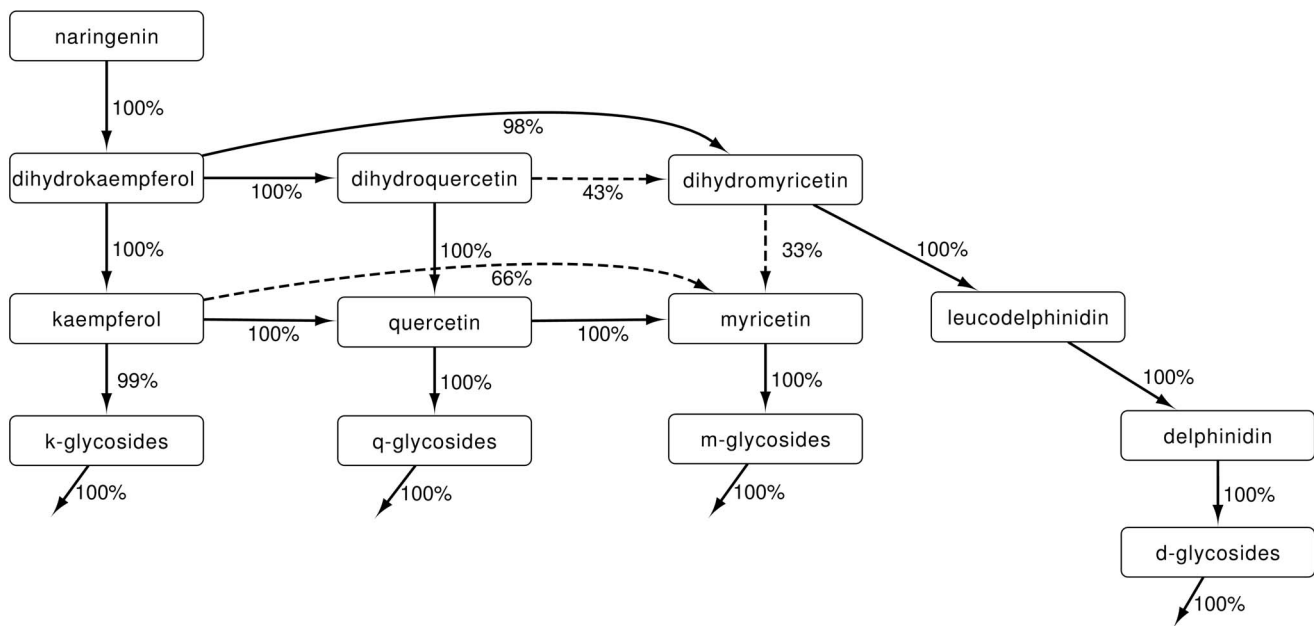 naringenin
100%
98%
dihydrokaempferol
100%
dihydroquercetin
43%
dihydromyricetin
100%
100%
33%
100%
66%
kaempferol
100%
quercetin
100%
myricetin
leucodelphinidin
99%
100%
100%
100%
k-glycosides
q-glycosides
m-glycosides
delphinidin
100%
100%
100%
100%
d-glycosides
100%